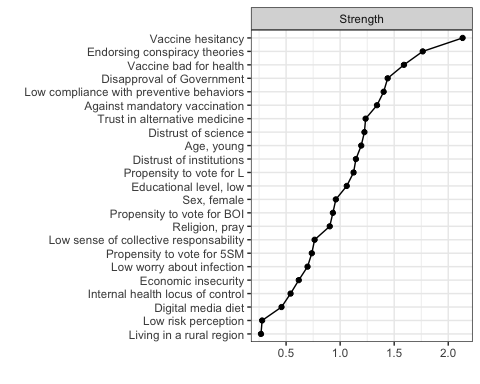 Strength
Vaccine hesitancy
Endorsing conspiracy theories
Vaccine bad for health
Disapproval of Government
Low compliance with preventive behaviors
Against mandatory vaccination
Trust in alternative medicine
Distrust of science
Age, young
Distrust of institutions
Propensity to vote for L
Educational level, low
Sex, female
Propensity to vote for BOI
Religion, pray
Low sense of collective responsability
Propensity to vote for 5SM
Low worry about infection
Economic insecurity
Internal health locus of control
Digital media diet
Low risk perception
Living in a rural region
0.5 1.0 1.5 2.0